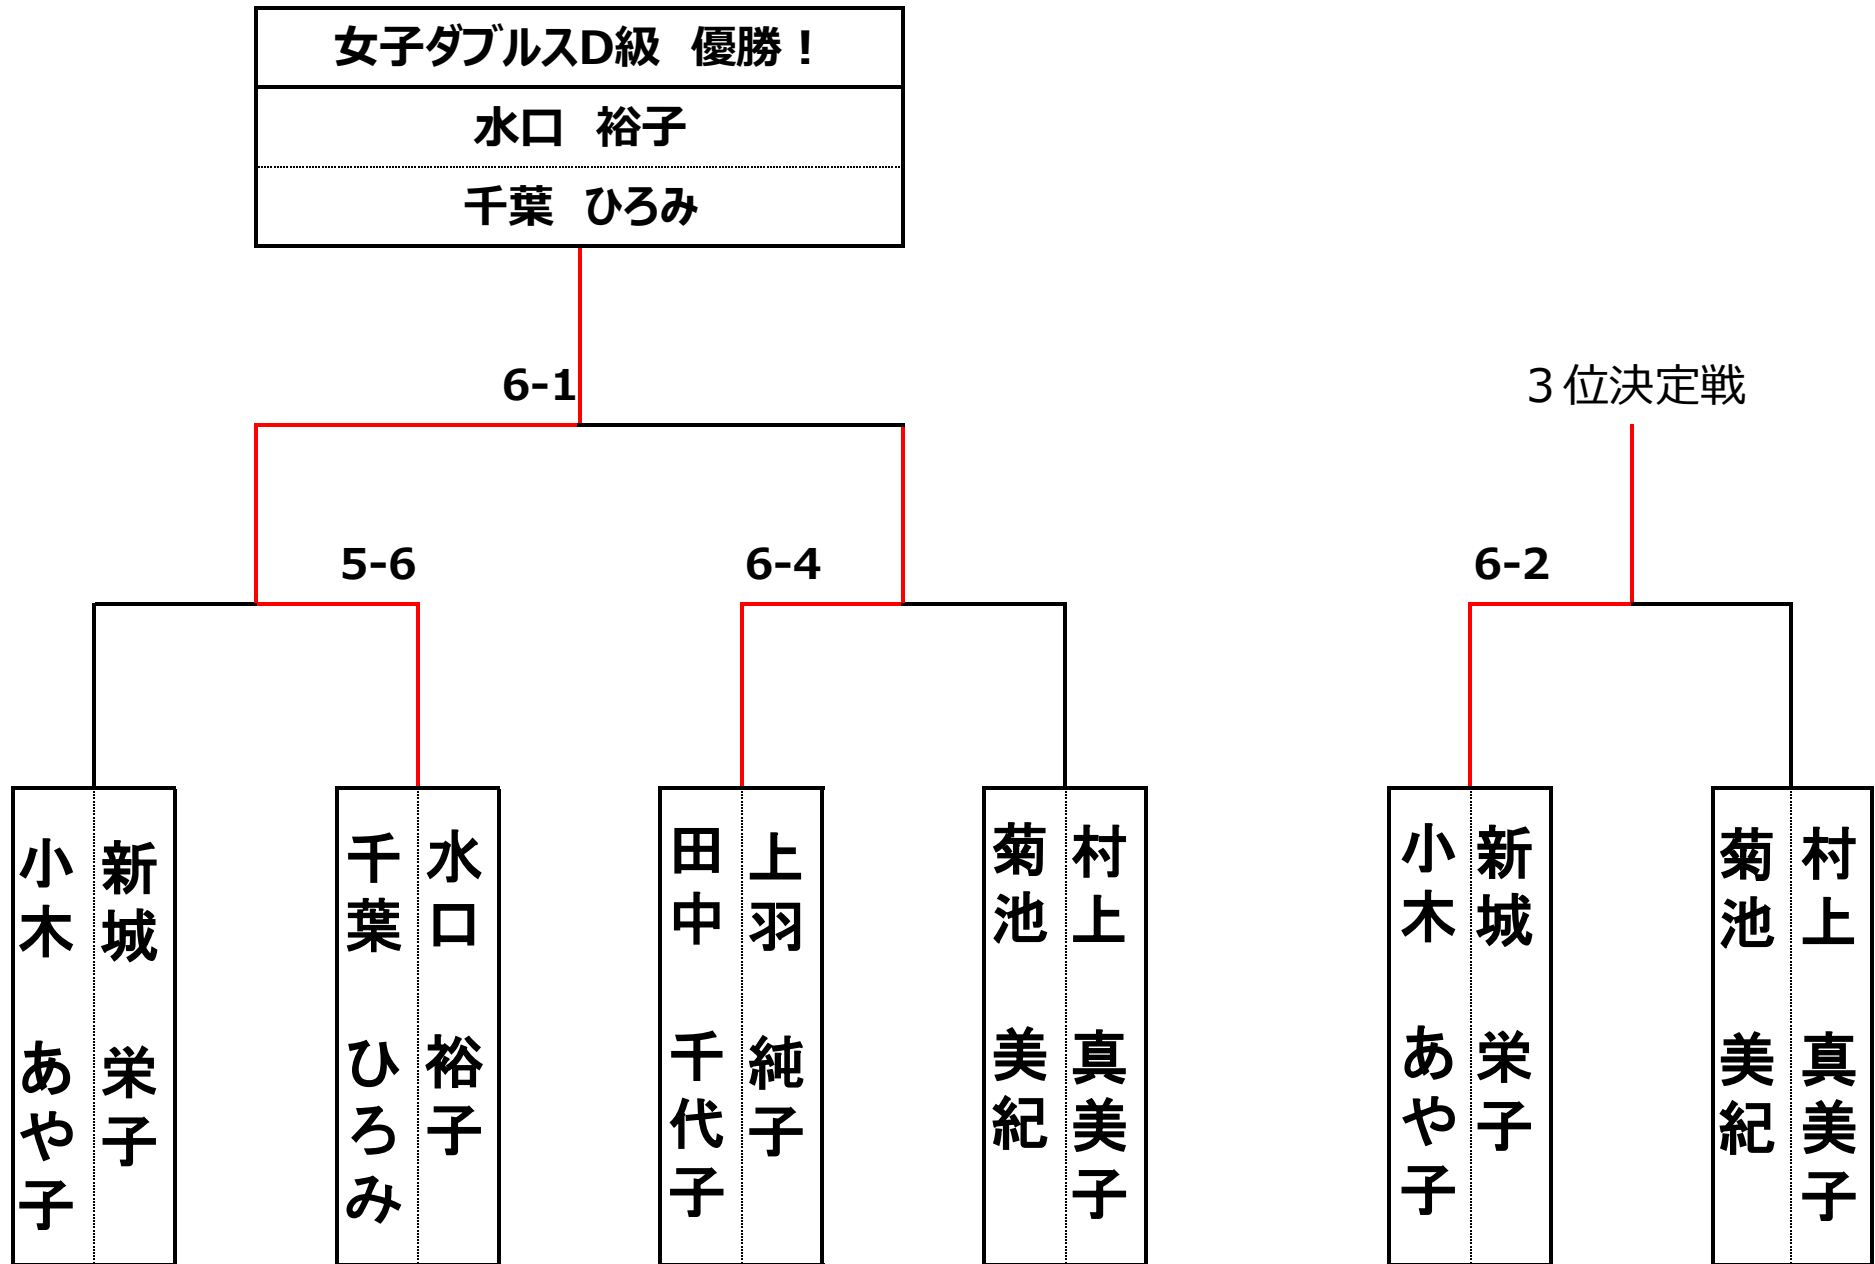 女子ダブルスD級　優勝！
水口　裕子
千葉　ひろみ
6-1
３位決定戦
5-6
6-4
6-2
新城　栄子
小木　あや子
水口　裕子
千葉　ひろみ
上羽　純子
田中　千代子
村上　真美子
菊池　美紀
新城　栄子
小木　あや子
村上　真美子
菊池　美紀